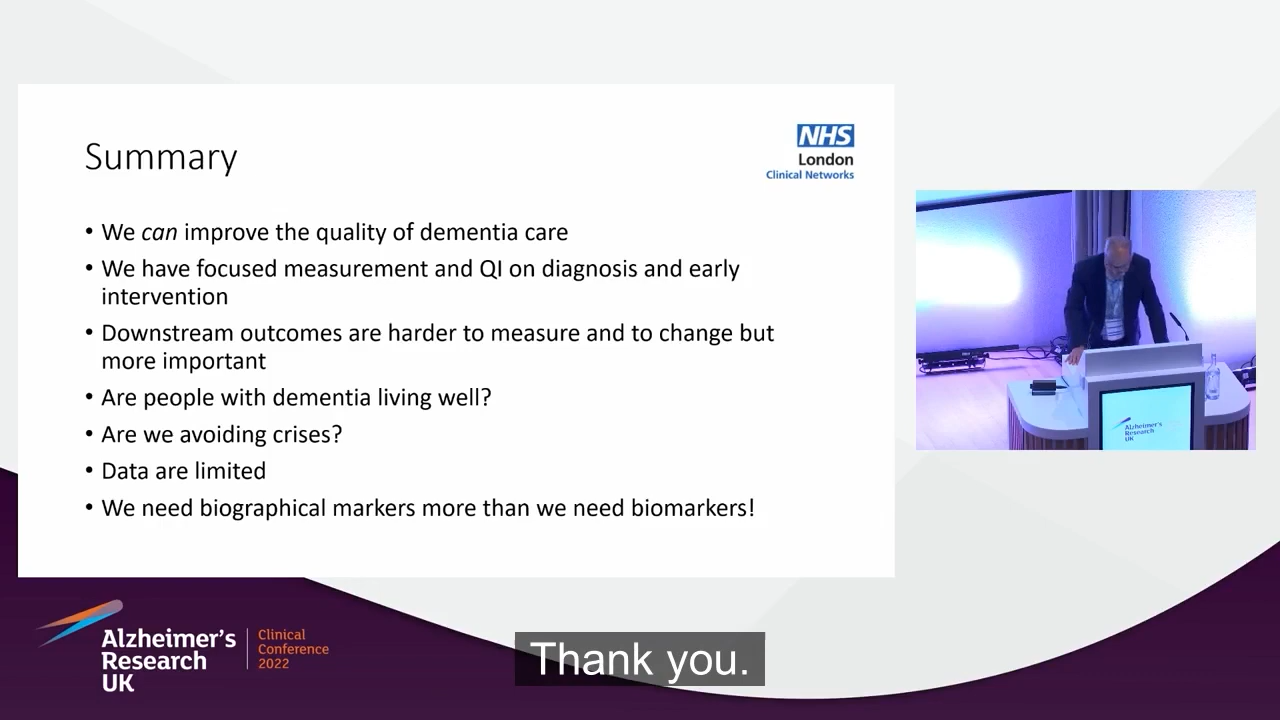 Summary
NHS
London
Clinical Networks
• We can improve the quality of dementia care
• We have focused measurement and QI on diagnosis and early
intervention
• Downstream outcomes are harder to measure and to change but
more important
• Are people with dementia living well?
• Are we avoiding crises?
• Data are limited
• We need biographical markers more than we need biomarkers!
Alzheimer's
Research
UK
Alzheimer's
Research
UK
Clinical
Conference
2022
Thank you.